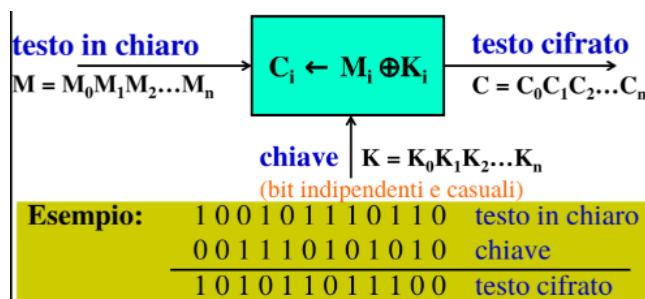 testo in chiaro
M = M₀M₁M₂…Mₙ
Cᵢ ← Mᵢ ⊕Kᵢ
testo cifrato
C = C₀C₁C₂…Cₙ
chiave K = K₀K₁K₂…Kₙ
(bit indipendenti e casuali)
Esempio: 1 0 0 1 0 1 1 1 0 1 1 0 testo in chiaro
0 0 1 1 1 0 1 0 1 0 1 0 chiave
1 0 1 0 1 1 0 1 1 1 0 0 testo cifrato